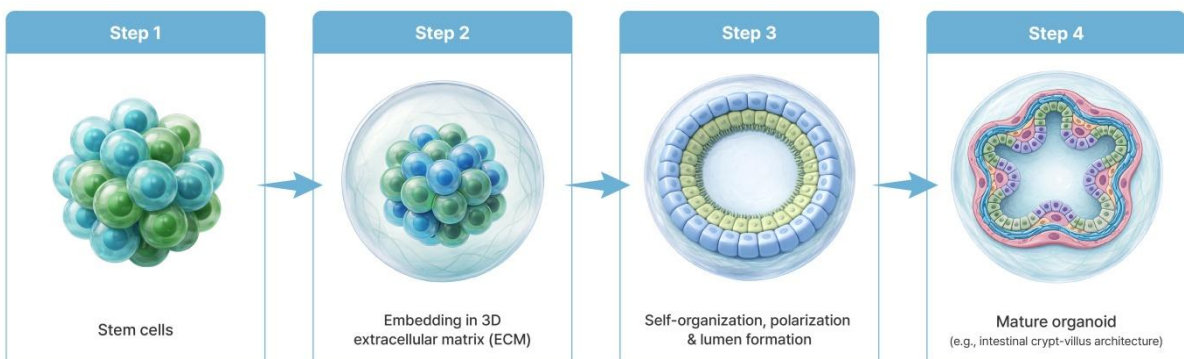 Step 1
Stem cells
Step 2
Embedding in 3D
extracellular matrix (ECM)
Step 3
Self-organization, polarization
& lumen formation
Step 4
Mature organoid
(e.g., intestinal crypt-villus architecture)